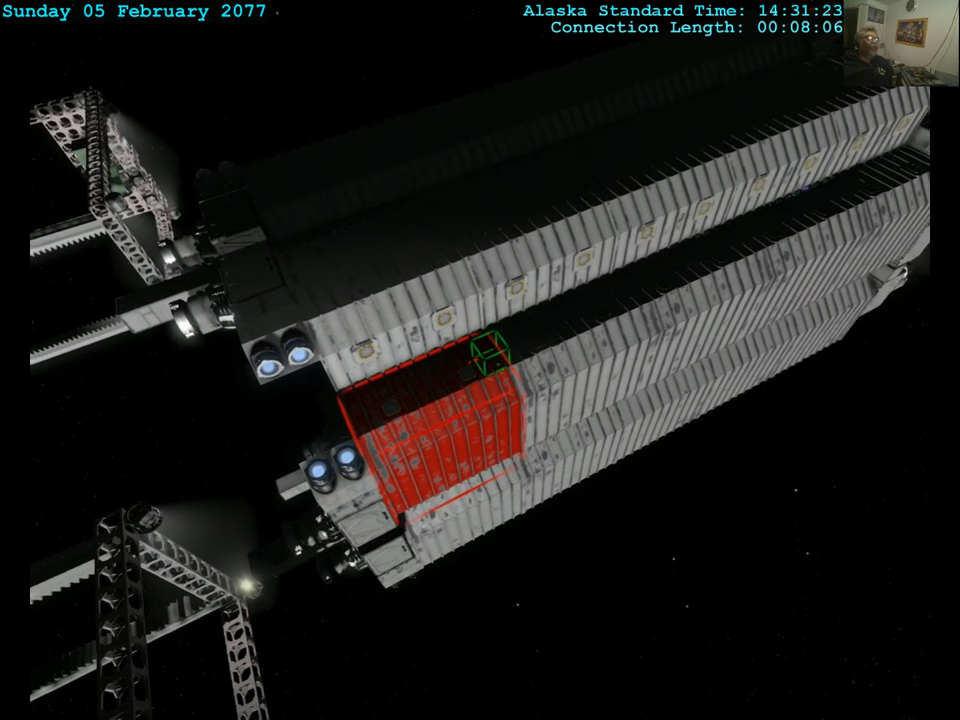 Sunday 05 February 2077
Alaska Standard Time: 14:31:23
Connection Length: 00:08:06